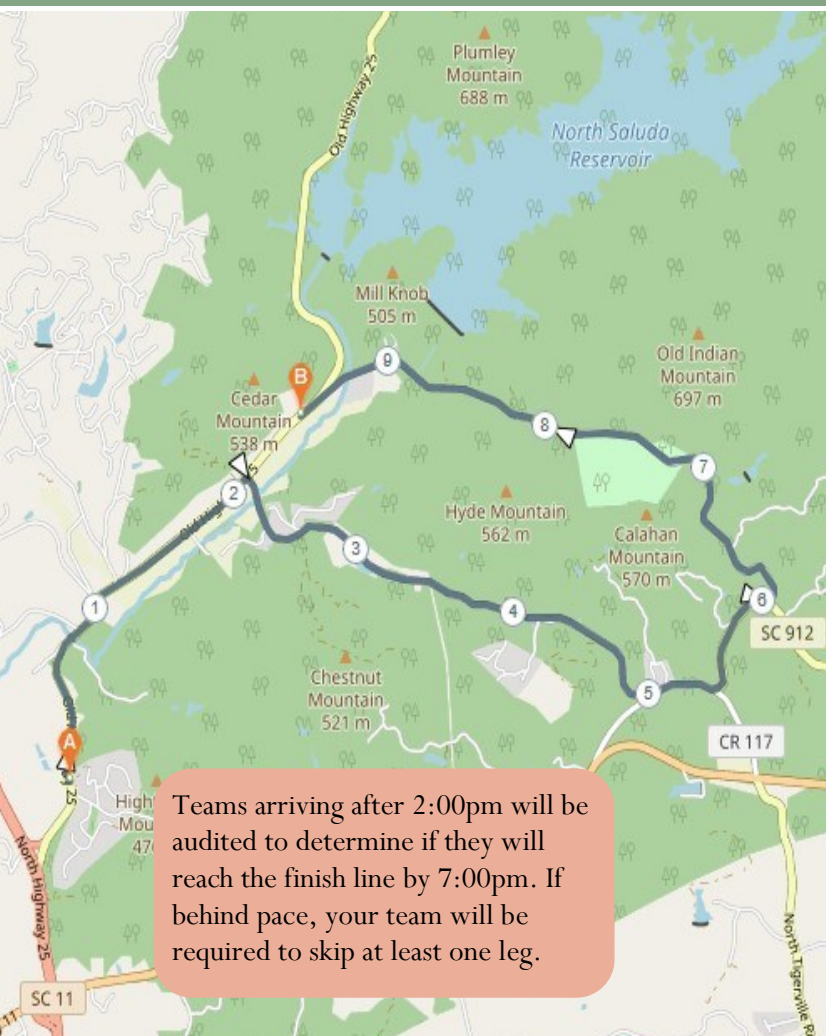 Plumley
Mountain
688 m
Old Highway 25
North Saluda
Reservoir
Mill Knob
505 m
Old Indian
Mountain
697 m
9
B
Cedar
Mountain
538 m
8
7
2
Hyde Mountain
562 m
Calahan
Mountain
570 m
3
1
4
6
SC 912
Chestnut
Mountain
521 m
5
A
25
CR 117
North Highway 25
Teams arriving after 2:00pm will be
audited to determine if they will
reach the finish line by 7:00pm. If
behind pace, your team will be
required to skip at least one leg.
SC 11
11